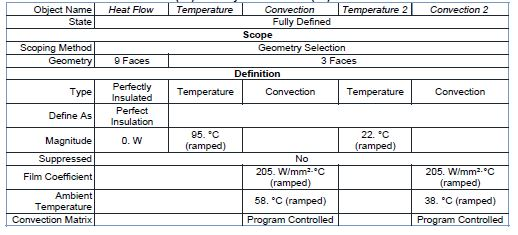 Object Name Heat Flow Temperature Convection Temperature 2 Convection 2
State Fully Defined
Scope
Scoping Method Geometry Selection
Geometry 9 Faces 3 Faces
Definition
Type Perfectly Insulated Temperature Convection Temperature Convection
Define As Perfect Insulation
Magnitude 0. W 95. °C (ramped) 22. °C (ramped)
Suppressed No
Film Coefficient 205. W/mm²·°C (ramped) 205. W/mm²·°C (ramped)
Ambient Temperature 58. °C (ramped) 38. °C (ramped)
Convection Matrix Program Controlled Program Controlled